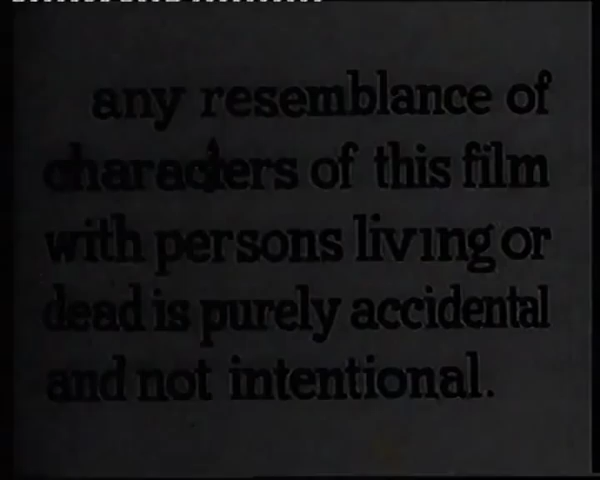 any resemblance of
characters of this film
with persons living or
dead is purely accidental
and not intentional.